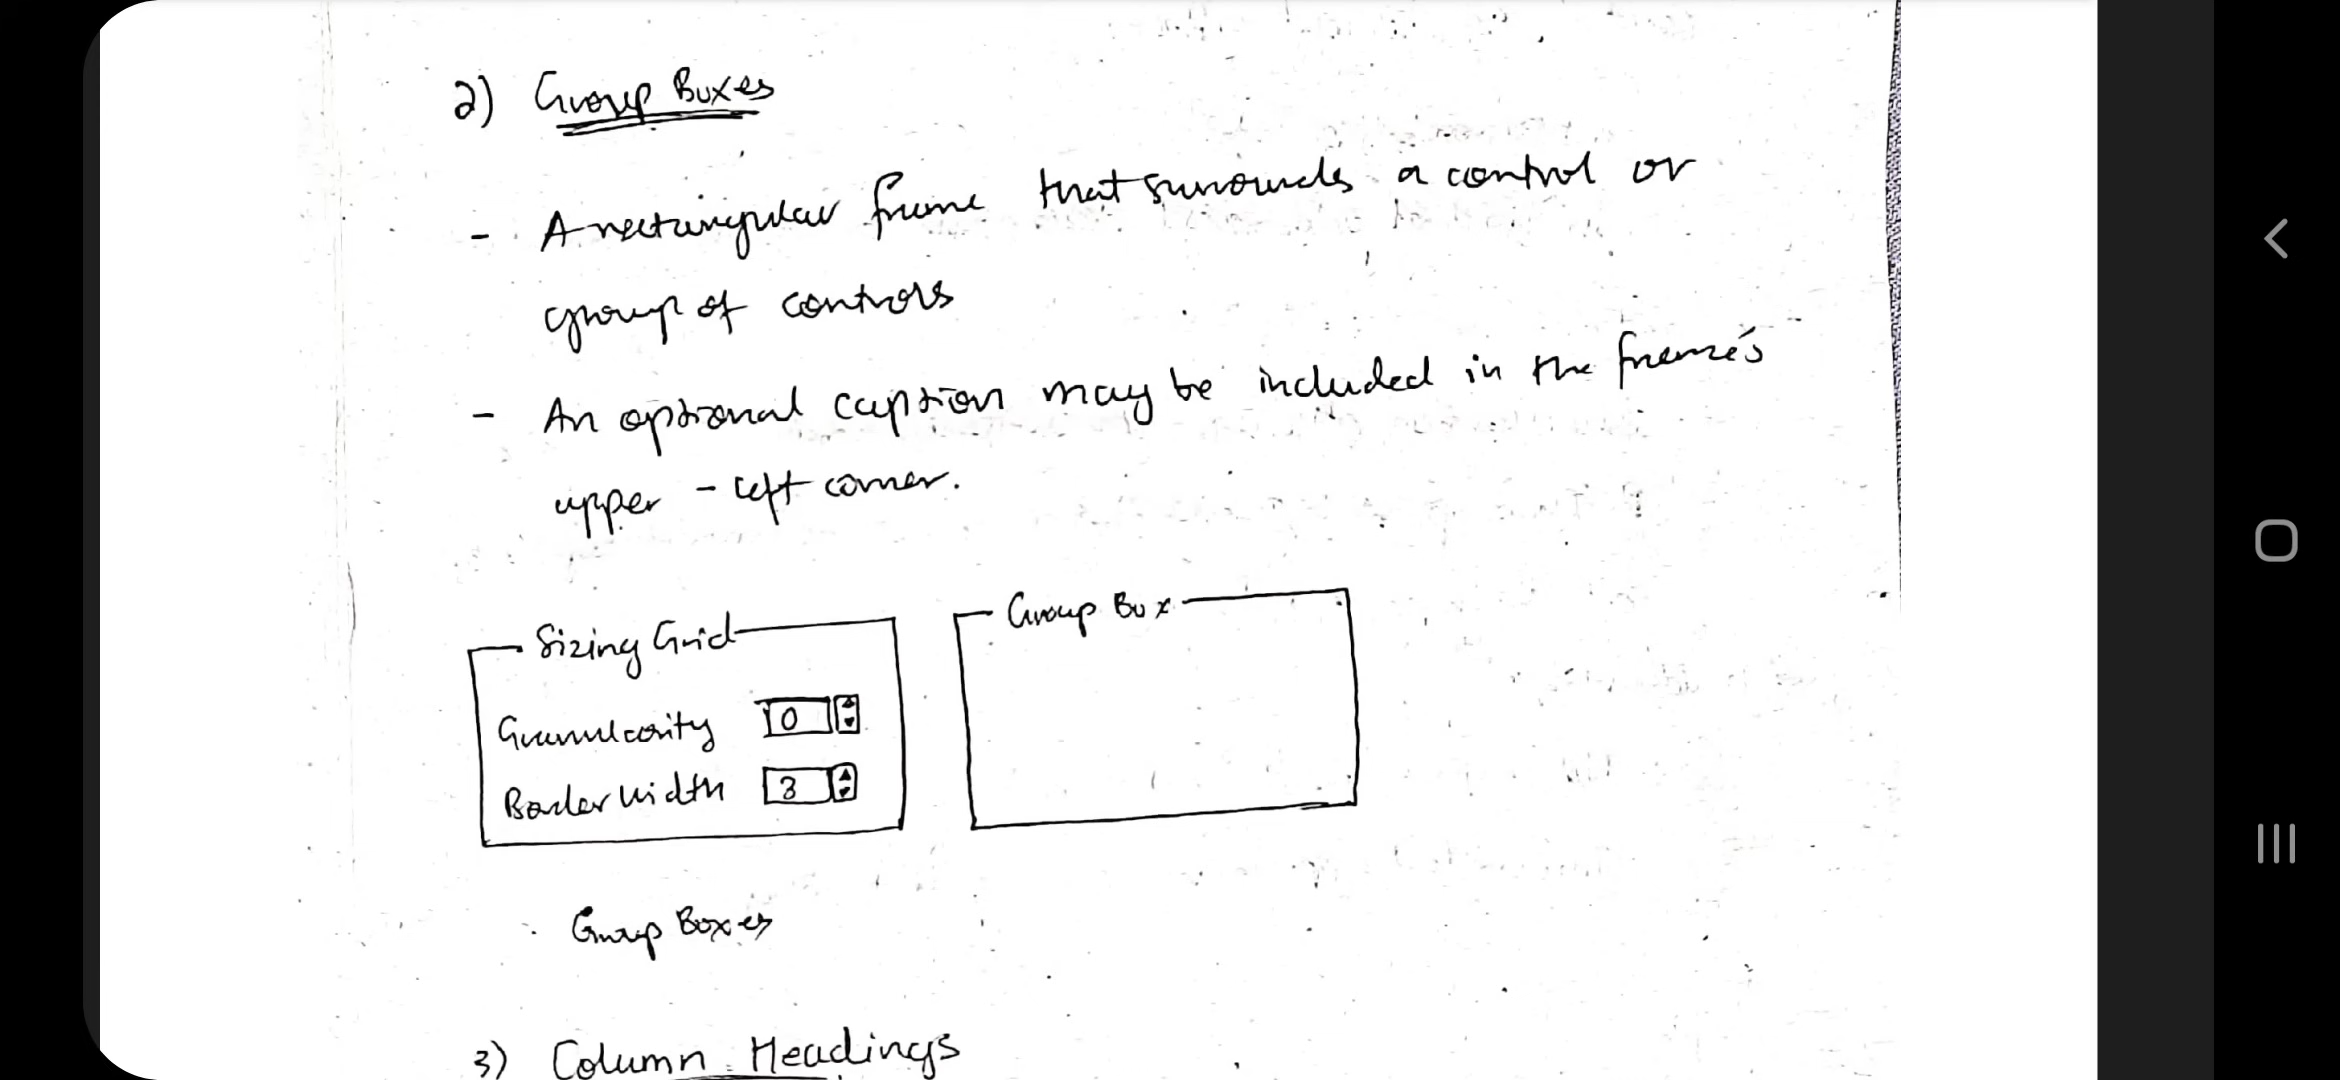 2) Group Boxes
- A rectangular frame that surrounds a control or
group of controls
- An optional caption may be included in the frame's
upper - left corner.
Sizing Grid
Group Box
Granularity 0
Border Width 3
Group Boxes
3) Column Headings